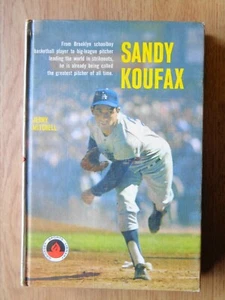 From Brooklyn schoolboy
basketball player to big-league pitcher
leading the world in strikeouts,
he is already being called
the greatest pitcher of all time.
SANDY
KOUFAX